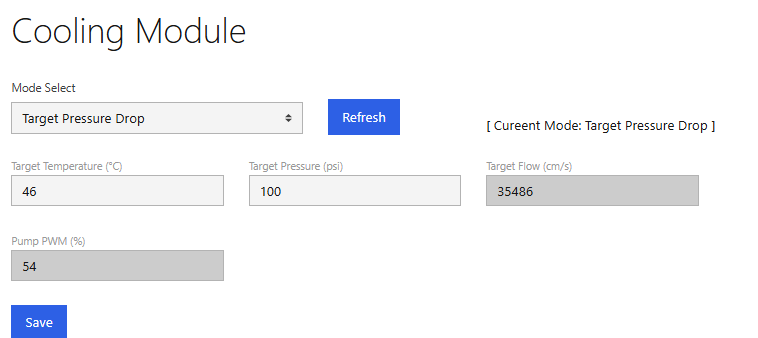 Cooling Module
Mode Select
Target Pressure Drop
Refresh
[ Cureent Mode: Target Pressure Drop ]
Target Temperature (°C)
Target Pressure (psi)
Target Flow (cm/s)
46
100
35486
Pump PWM (%)
54
Save